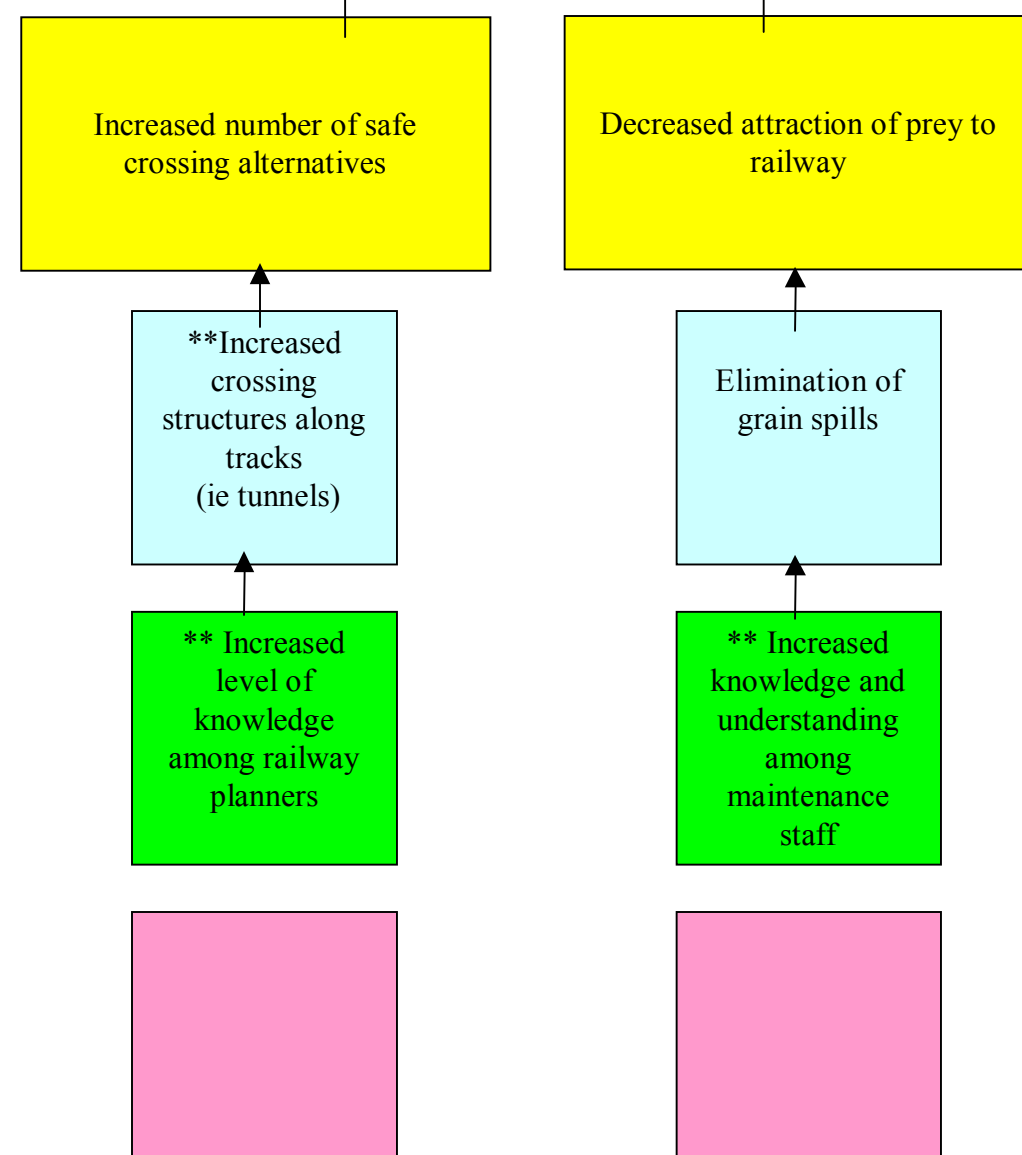 Increased number of safe
crossing alternatives
Decreased attraction of prey to
railway
**Increased
crossing
structures along
tracks
(ie tunnels)
Elimination of
grain spills
** Increased
level of
knowledge
among railway
planners
** Increased
knowledge and
understanding
among
maintenance
staff